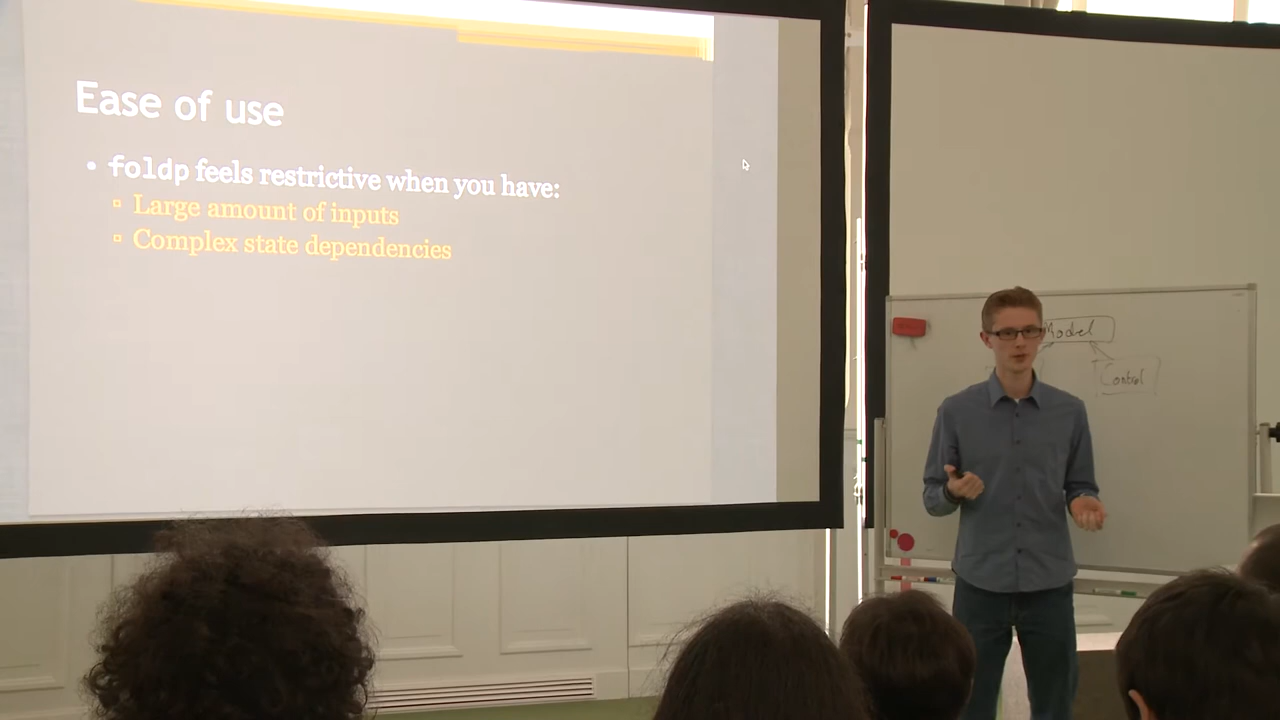 Ease of use
• foldp feels restrictive when you have:
▫ Large amount of inputs
▫ Complex state dependencies
Model
Control